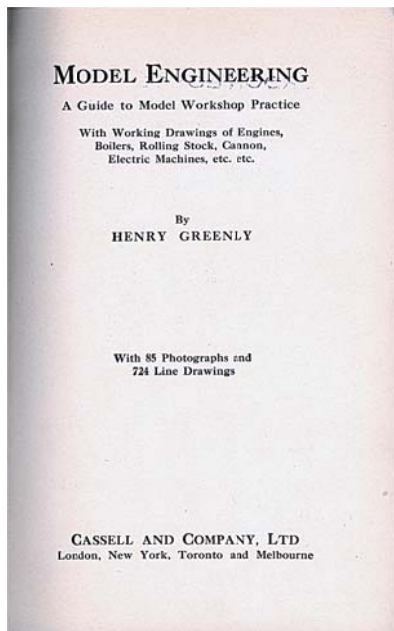 MODEL ENGINEERING
A Guide to Model Workshop Practice
With Working Drawings of Engines,
Boilers, Rolling Stock, Cannon,
Electric Machines, etc. etc.
By
HENRY GREENLY
With 85 Photographs and
724 Line Drawings
CASSELL AND COMPANY, LTD
London, New York, Toronto and Melbourne